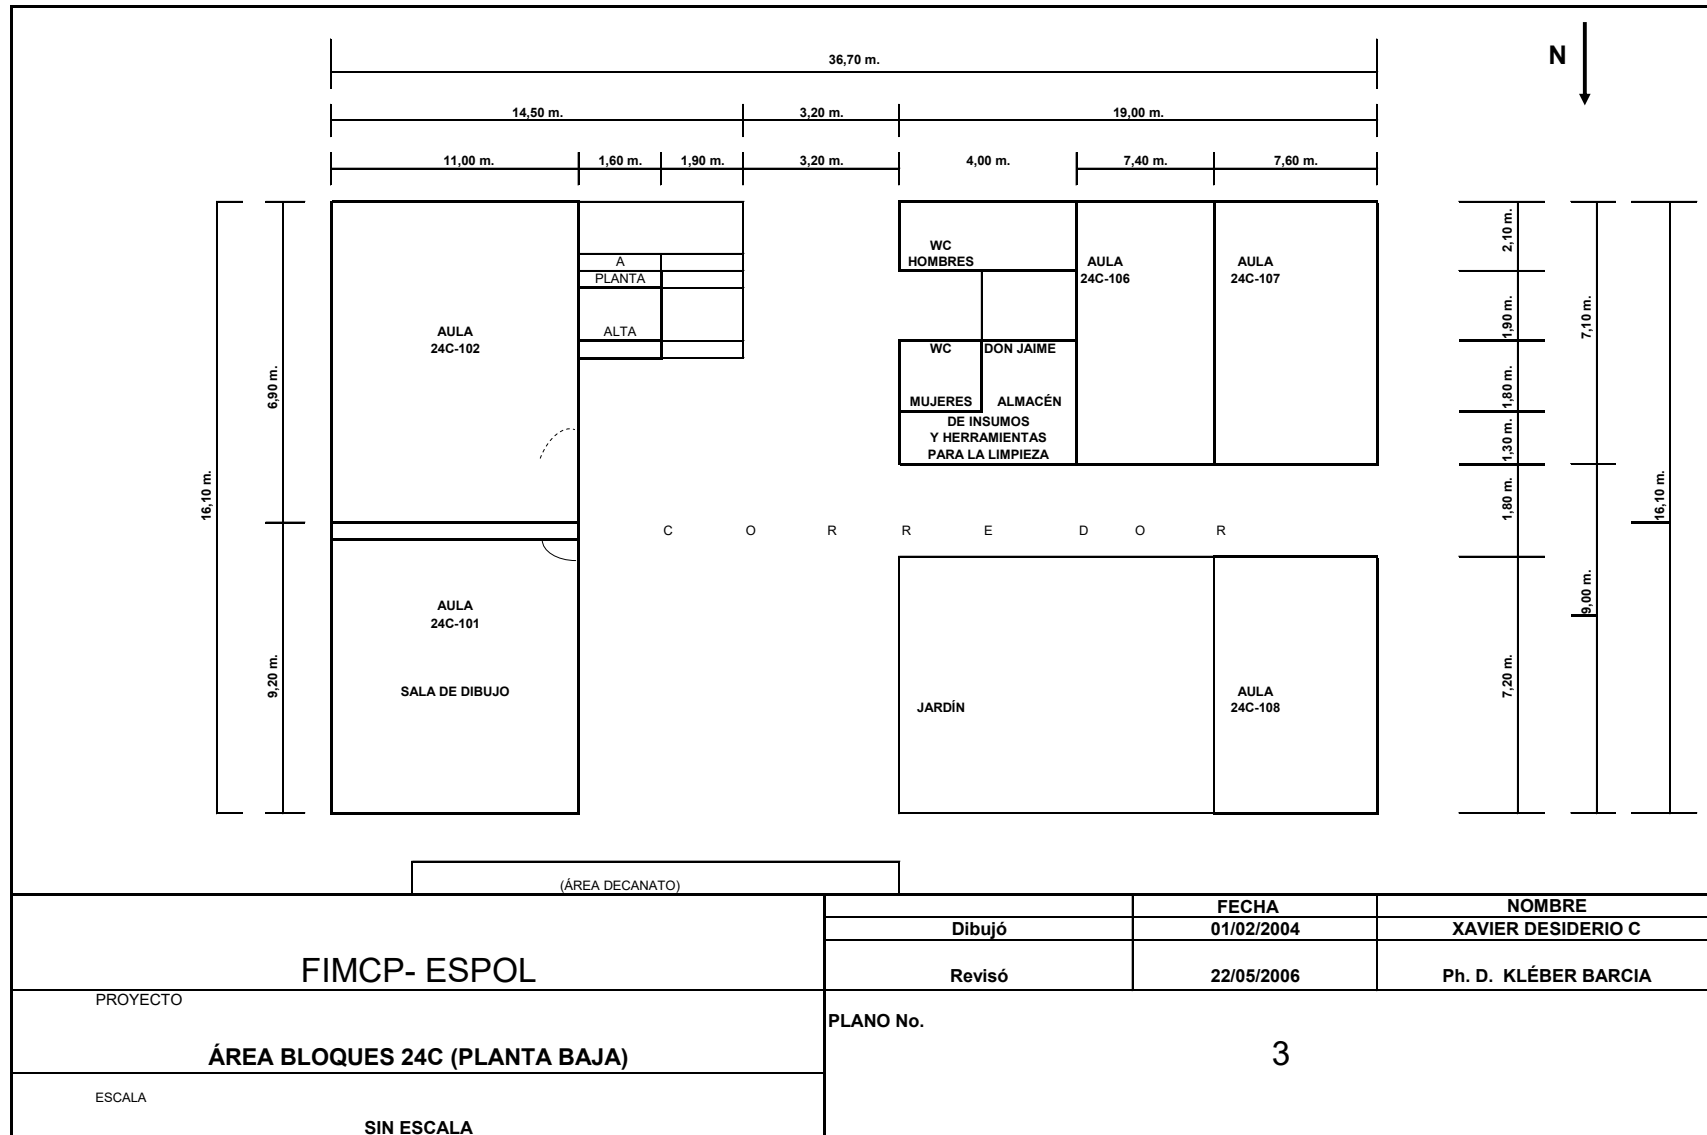 36,70 m.
N
14,50 m.
3,20 m.
19,00 m.
11,00 m.
1,60 m.
1,90 m.
3,20 m.
4,00 m.
7,40 m.
7,60 m.
16,10 m.
6,90 m.
9,20 m.
AULA
24C-102
A
PLANTA
ALTA
WC
HOMBRES
AULA
24C-106
AULA
24C-107
WC
MUJERES
DON JAIME
ALMACÉN
DE INSUMOS
Y HERRAMIENTAS
PARA LA LIMPIEZA
2,10 m.
1,90 m.
1,80 m.
1,30 m.
1,80 m.
7,20 m.
7,10 m.
9,00 m.
16,10 m.
C O R R E D O R
AULA
24C-101
SALA DE DIBUJO
JARDÍN
AULA
24C-108
(ÁREA DECANATO)
FIMCP- ESPOL
PROYECTO
ÁREA BLOQUES 24C (PLANTA BAJA)
ESCALA
SIN ESCALA
FECHA NOMBRE
Dibujó 01/02/2004 XAVIER DESIDERIO C
Revisó 22/05/2006 Ph. D. KLÉBER BARCIA
PLANO No.
3